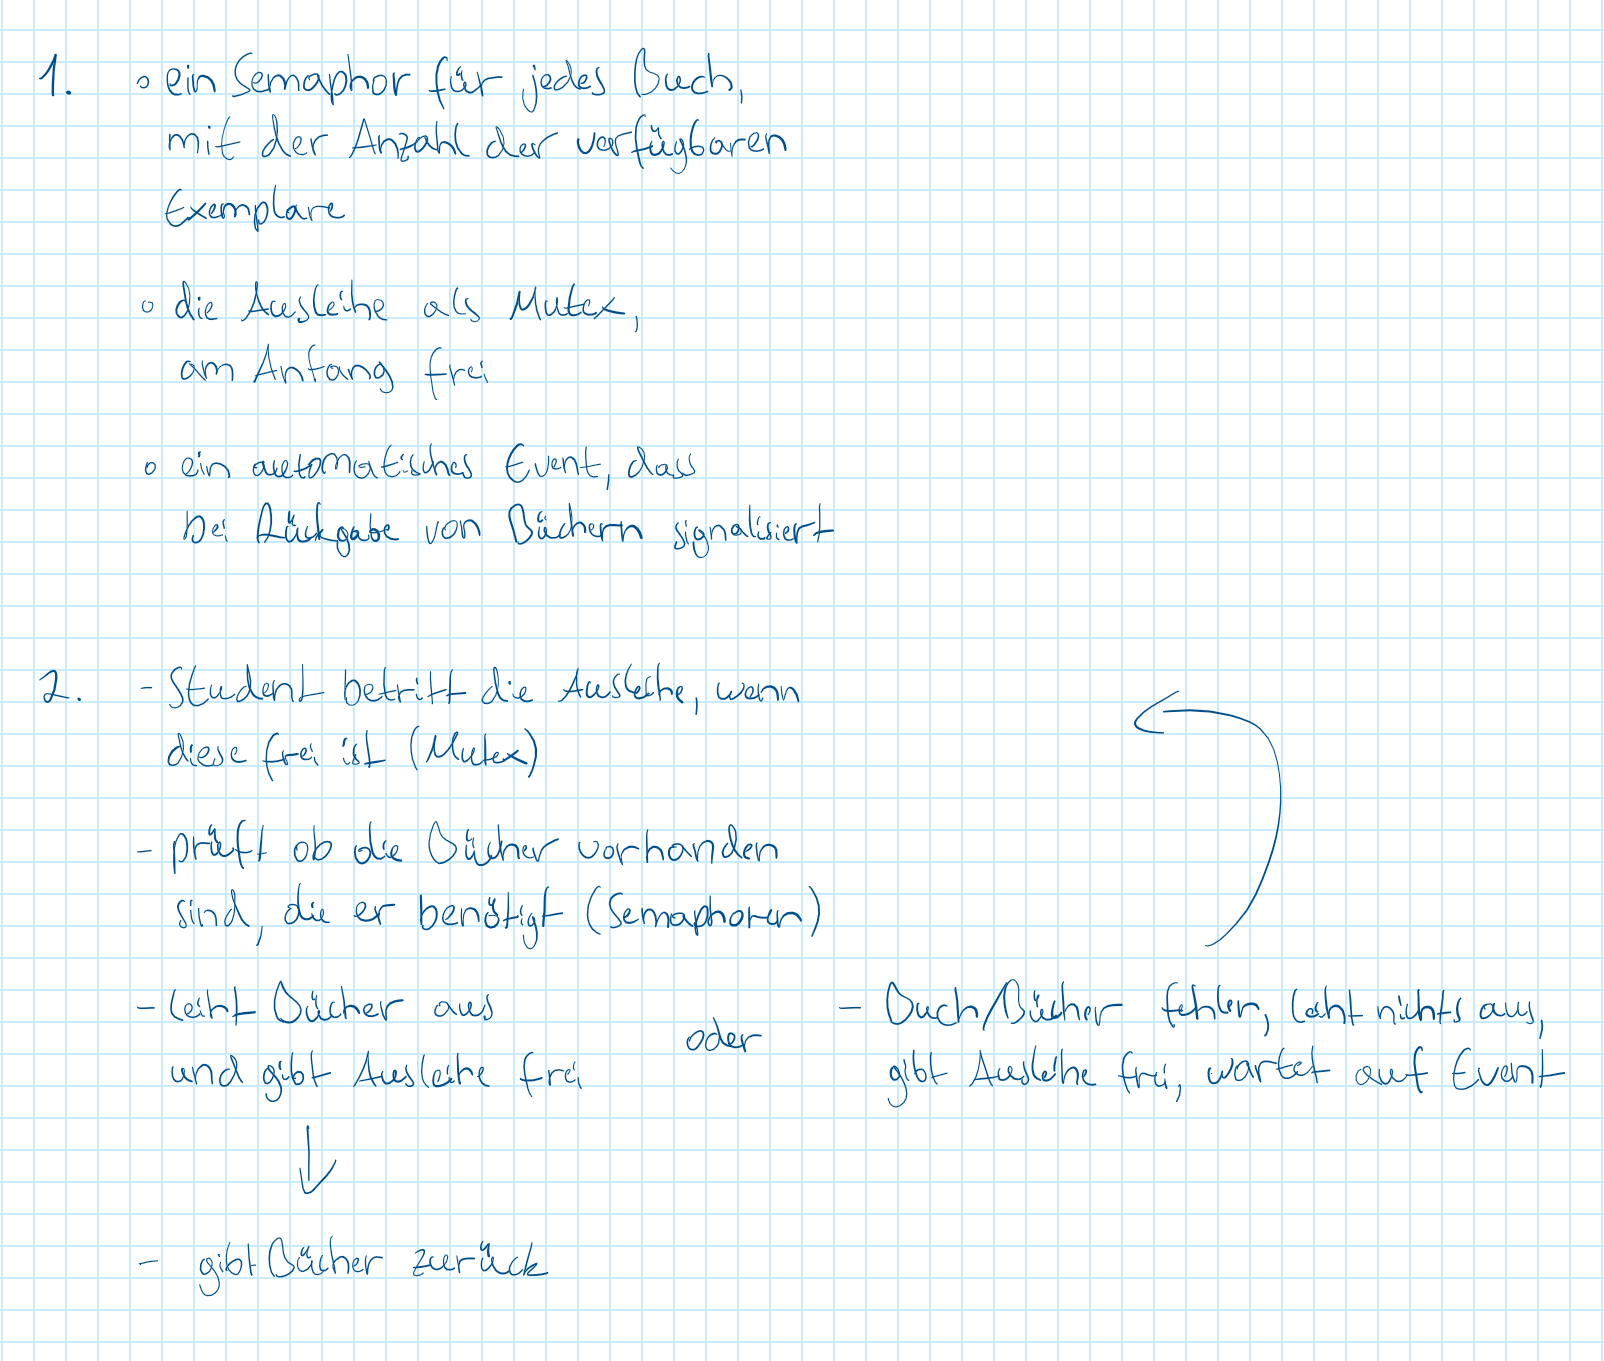 1. ◦ ein Semaphor für jedes Buch,
mit der Anzahl der verfügbaren
Exemplare
◦ die Ausleihe als Mutex,
am Anfang frei
◦ ein automatisches Event, dass
bei Rückgabe von Büchern signalisiert
2. - Student betritt die Ausleihe, wenn
diese frei ist (Mutex)
- prüft ob die Bücher vorhanden
sind, die er benötigt (Semaphoren)
- leiht Bücher aus
und gibt Ausleihe frei
oder
- Buch/Bücher fehlen, leiht nichts aus,
gibt Ausleihe frei, wartet auf Event
- gibt Bücher zurück